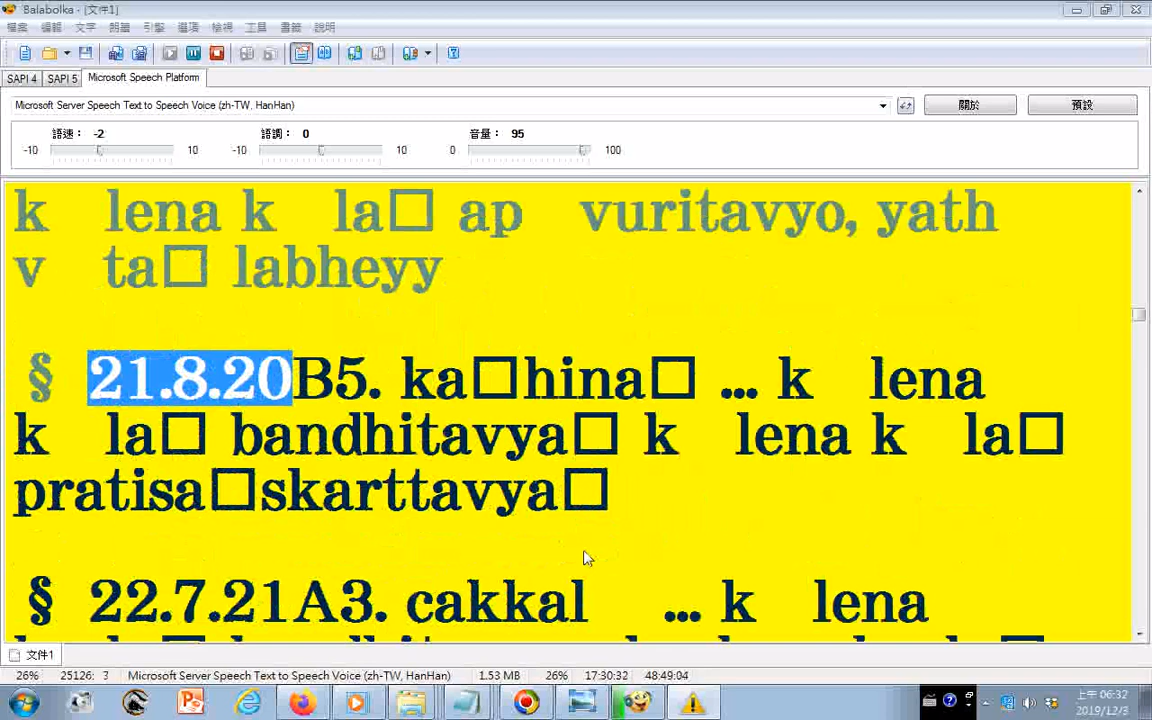 Balabolka - [文件1]
檔案 編輯 文字 朗讀 引擎 選項 檢視 工具 書籤 說明
SAPI 4 SAPI 5 Microsoft Speech Platform
Microsoft Server Speech Text to Speech Voice (zh-TW, HanHan) 關於 預設
語速： -2 語調： 0 音量： 95
-10 10 -10 10 0 100
k lena k la□ ap vuritavyo, yath
v ta□ labheyy
§ 21.8.20B5. ka□hina□ ... k lena
k la□ bandhitavya□ k lena k la□
pratisa□skarttavya□
§ 22.7.21A3. cakkal ... k lena
文件1
26% 25126: 3 Microsoft Server Speech Text to Speech Voice (zh-TW, HanHan) 1.53 MB 26% 17:30:32 48:49:04
上午 06:32
2019/12/3